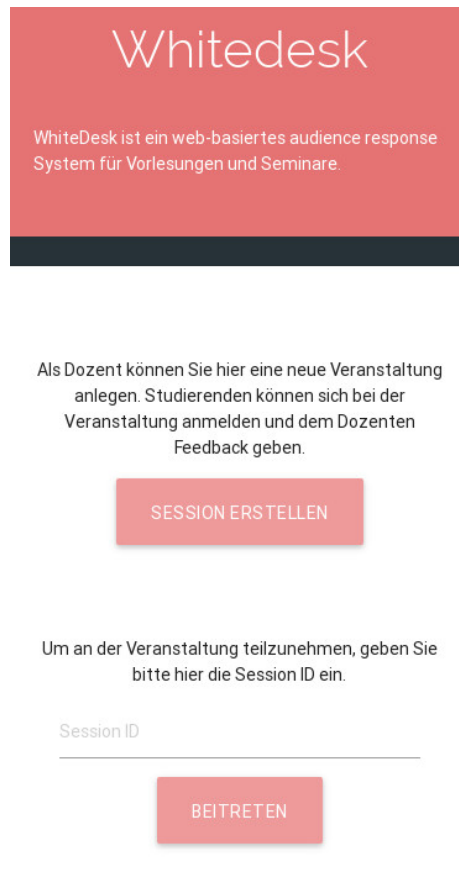 Whitedesk
WhiteDesk ist ein web-basiertes audience response
System für Vorlesungen und Seminare.
Als Dozent können Sie hier eine neue Veranstaltung
anlegen. Studierenden können sich bei der
Veranstaltung anmelden und dem Dozenten
Feedback geben.
SESSION ERSTELLEN
Um an der Veranstaltung teilzunehmen, geben Sie
bitte hier die Session ID ein.
Session ID
BEITRETEN